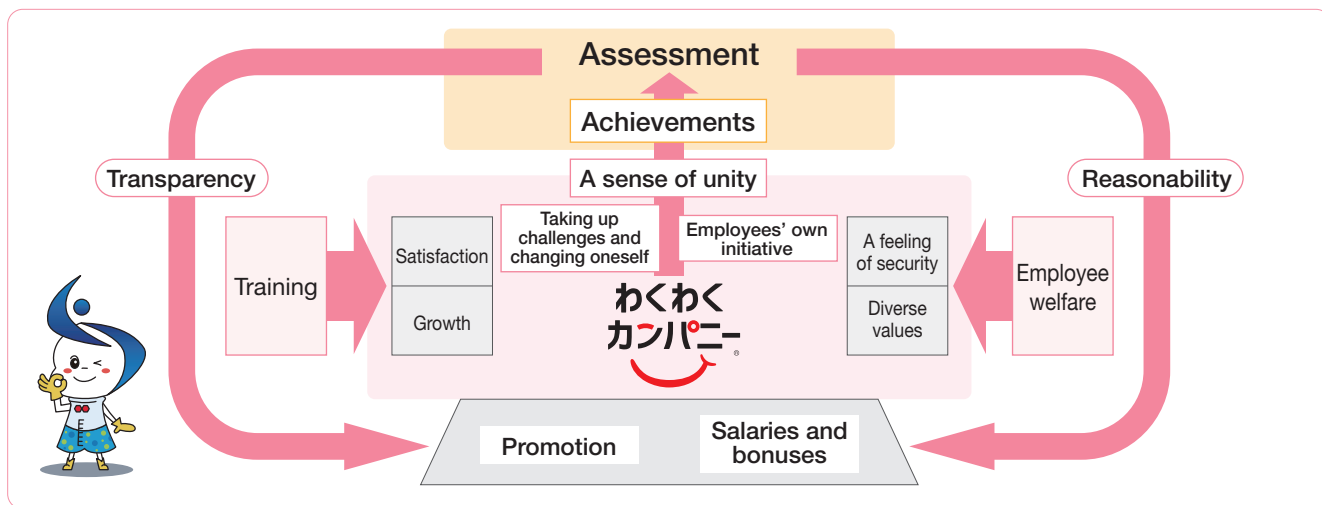 Assessment
Achievements
Transparency
A sense of unity
Reasonability
Taking up
challenges and
changing oneself
Employees' own
initiative
Training
Satisfaction
Growth
わくわく
カンパニー®
A feeling
of security
Diverse
values
Employee
welfare
Promotion
Salaries and
bonuses